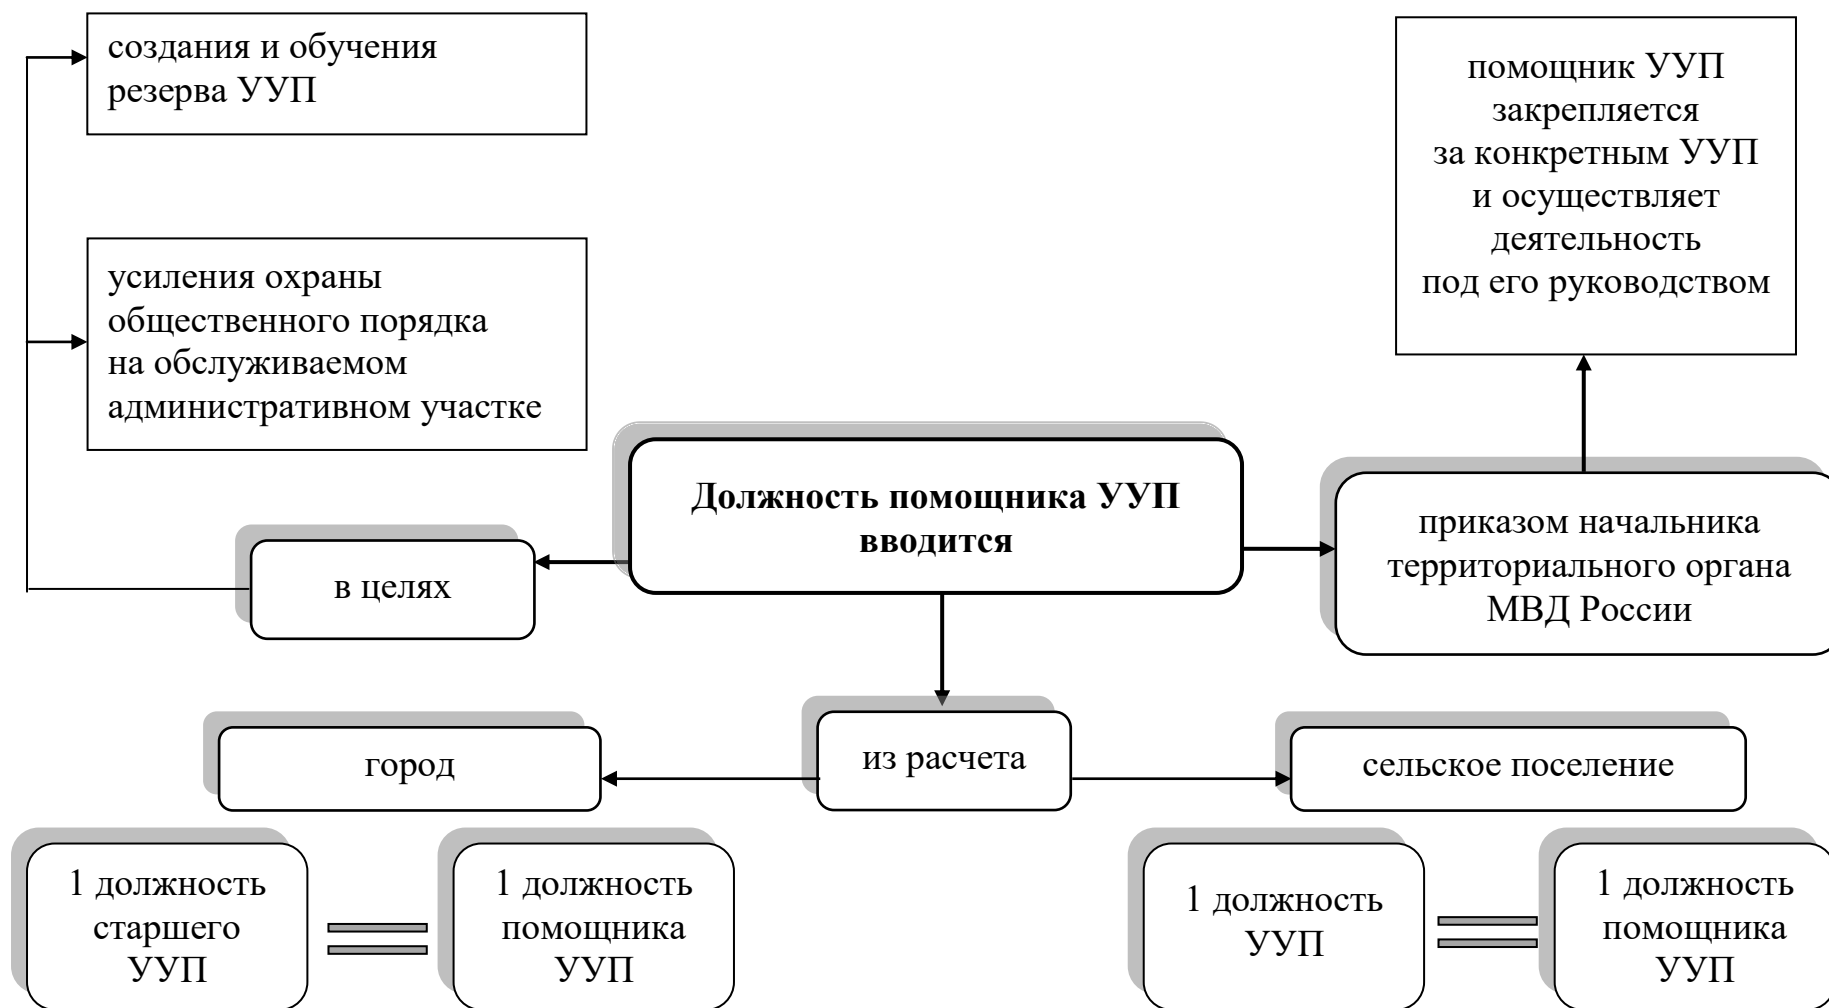 создания и обучения
резерва УУП
помощник УУП
закрепляется
за конкретным УУП
и осуществляет
деятельность
под его руководством
усиления охраны
общественного порядка
на обслуживаемом
административном участке
Должность помощника УУП
вводится
в целях
приказом начальника
территориального органа
МВД России
город
из расчета
сельское поселение
1 должность
старшего
УУП
1 должность
помощника
УУП
1 должность
УУП
1 должность
помощника
УУП